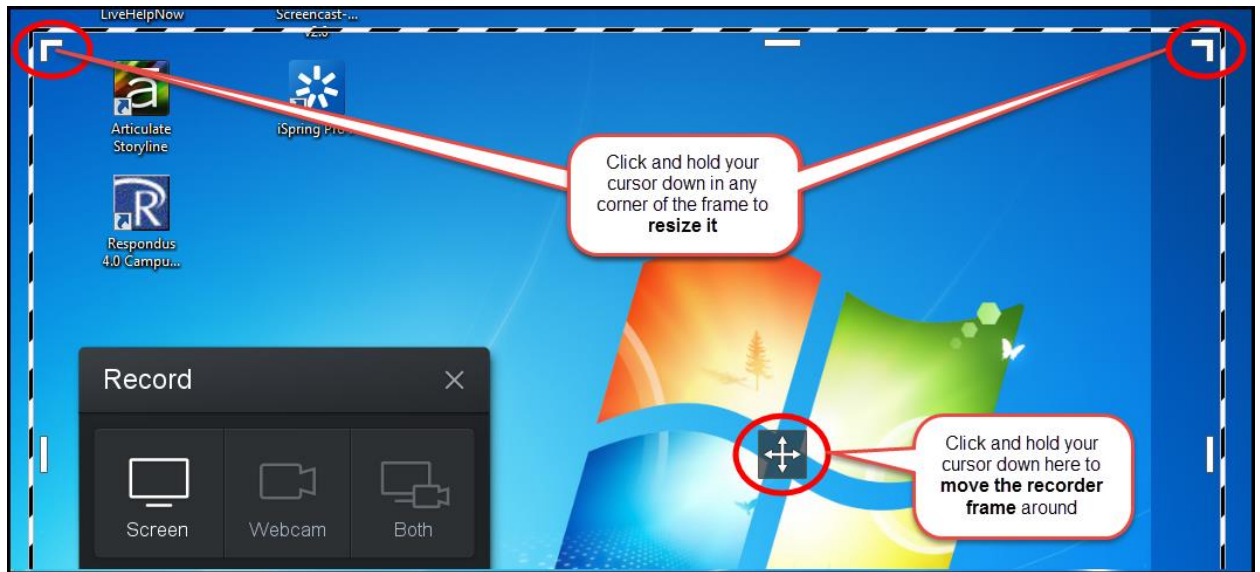 LiveHelpNow
Screencast-...
v2.0
Articulate
Storyline
iSpring Pro
Respondus
4.0 Campu...
Click and hold your
cursor down in any
corner of the frame to
resize it
Record
Screen
Webcam
Both
Click and hold your
cursor down here to
move the recorder
frame around